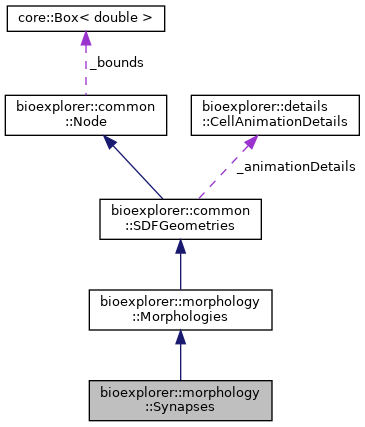 core::Box< double >
_bounds
bioexplorer::common
::Node
bioexplorer::details
::CellAnimationDetails
_animationDetails
bioexplorer::common
::SDFGeometries
bioexplorer::morphology
::Morphologies
bioexplorer::morphology
::Synapses